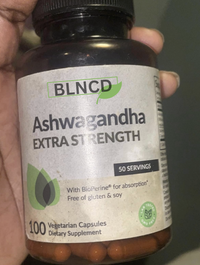 BLNCD
Ashwagandha
EXTRA STRENGTH
50 SERVINGS
With BioPerine® for absorption*
Free of gluten & soy
100 Vegetarian Capsules
Dietary Supplement